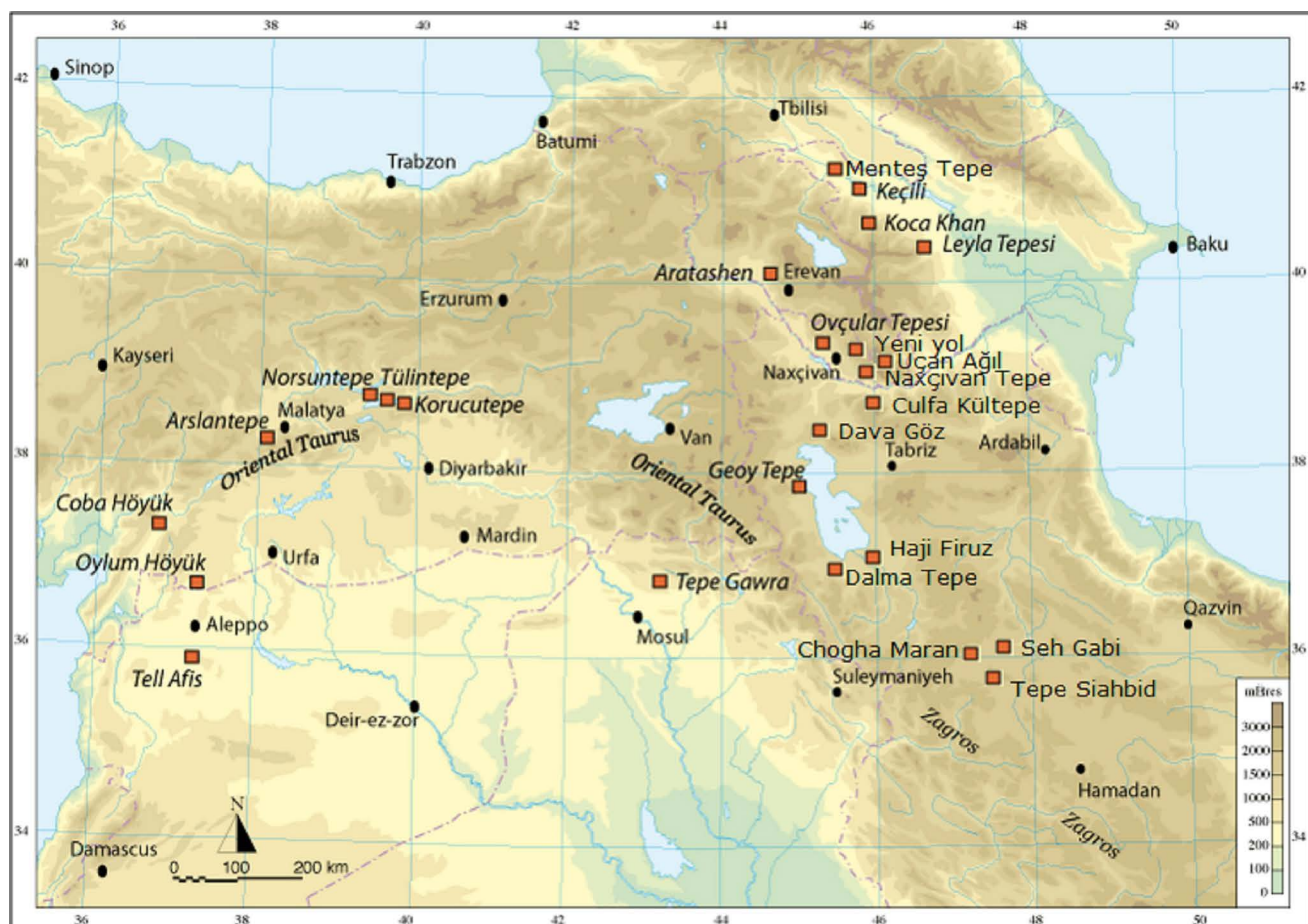 36 38 40 42 44 46 48 50
42
Sinop
Tbilisi
42
Batumi
Trabzon
Menteş Tepe
Keçili
Koca Khan
Leyla Tepesi
Baku
40
Aratashen
Erevan
40
Erzurum
Ovçular Tepesi
Yeni yol
Kayseri
Naxçivan
Uçan Ağıl
Naxçıvan Tepe
Norsuntepe Tülintepe
Korucutepe
Culfa Kültepe
Arslantepe
Malatya
Van
Dava Göz
Ardabil
38
Oriental Taurus
Diyarbakir
Oriental Taurus
Geoy Tepe
Tabriz
38
Coba Höyük
Mardin
Urfa
Haji Firuz
Oylum Höyük
Tepe Gawra
Dalma Tepe
Qazvin
36
Aleppo
Mosul
Chogha Maran
Seh Gabi
36
Tell Afis
Suleymaniyeh
Tepe Siahbid
Deir-ez-zor
Zagros
mBres
3000
2000
1500
1000
500
200
100
0
Hamadan
34
N
Zagros
34
Damascus
0 100 200 km
36 38 40 42 44 46 48 50